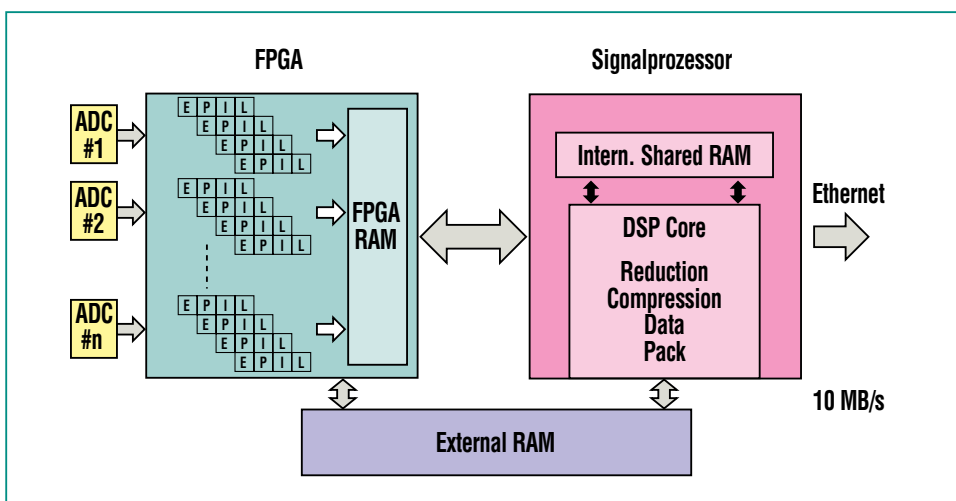 FPGA
Signalprozessor
ADC
#1
E P I L
E P I L
E P I L
E P I L
ADC
#2
E P I L
E P I L
E P I L
E P I L
ADC
#n
E P I L
E P I L
E P I L
E P I L
FPGA
RAM
Intern. Shared RAM
DSP Core
Reduction
Compression
Data
Pack
Ethernet
10 MB/s
External RAM